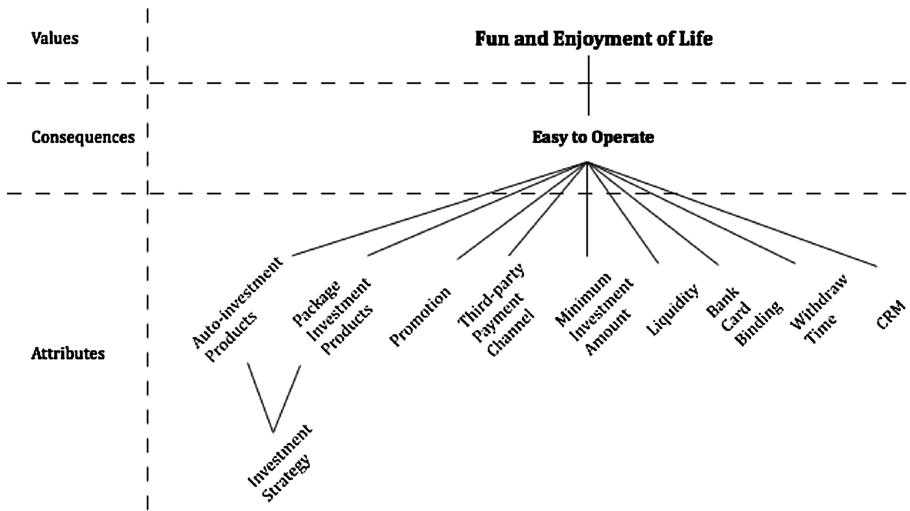 Values
Fun and Enjoyment of Life
Consequences
Easy to Operate
Attributes
Auto-investment
Products
Package
Investment
Products
Promotion
Third-party
Payment
Channel
Minimum
Investment
Amount
Liquidity
Bank
Card
Binding
Withdraw
Time
CRM
Investment
Strategy